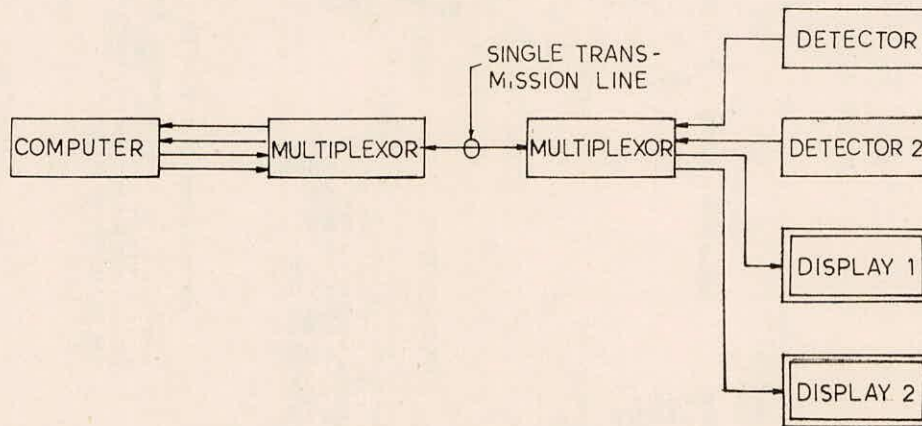 DETECTOR
SINGLE TRANS-
MISSION LINE
COMPUTER
MULTIPLEXOR
MULTIPLEXOR
DETECTOR 2
DISPLAY 1
DISPLAY 2